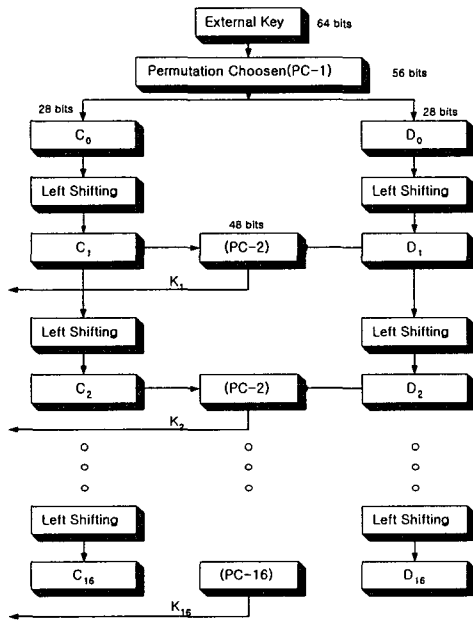 External Key
64 bits
Permutation Choosen(PC-1)
56 bits
28 bits
28 bits
C₀
D₀
Left Shifting
Left Shifting
48 bits
C₁
(PC-2)
D₁
K₁
Left Shifting
Left Shifting
C₂
(PC-2)
D₂
K₂
Left Shifting
Left Shifting
C₁₆
(PC-16)
D₁₆
K₁₆